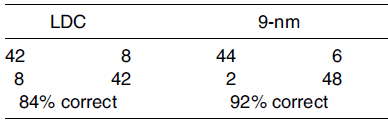 LDC 9-nm
42 8 44 6
8 42 2 48
84% correct 92% correct